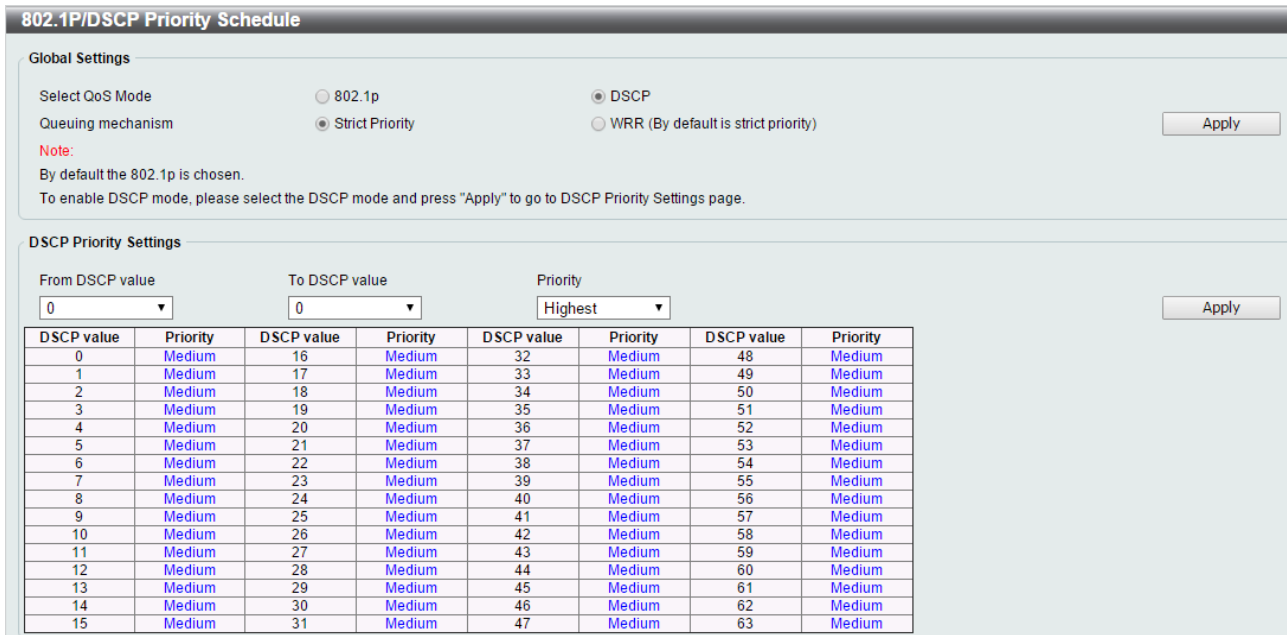 802.1P/DSCP Priority Schedule
Global Settings
Select QoS Mode 802.1p DSCP
Queuing mechanism Strict Priority WRR (By default is strict priority) Apply
Note:
By default the 802.1p is chosen.
To enable DSCP mode, please select the DSCP mode and press "Apply" to go to DSCP Priority Settings page.
DSCP Priority Settings
From DSCP value To DSCP value Priority
0 0 Highest Apply
DSCP value Priority DSCP value Priority DSCP value Priority DSCP value Priority
0 Medium 16 Medium 32 Medium 48 Medium
1 Medium 17 Medium 33 Medium 49 Medium
2 Medium 18 Medium 34 Medium 50 Medium
3 Medium 19 Medium 35 Medium 51 Medium
4 Medium 20 Medium 36 Medium 52 Medium
5 Medium 21 Medium 37 Medium 53 Medium
6 Medium 22 Medium 38 Medium 54 Medium
7 Medium 23 Medium 39 Medium 55 Medium
8 Medium 24 Medium 40 Medium 56 Medium
9 Medium 25 Medium 41 Medium 57 Medium
10 Medium 26 Medium 42 Medium 58 Medium
11 Medium 27 Medium 43 Medium 59 Medium
12 Medium 28 Medium 44 Medium 60 Medium
13 Medium 29 Medium 45 Medium 61 Medium
14 Medium 30 Medium 46 Medium 62 Medium
15 Medium 31 Medium 47 Medium 63 Medium